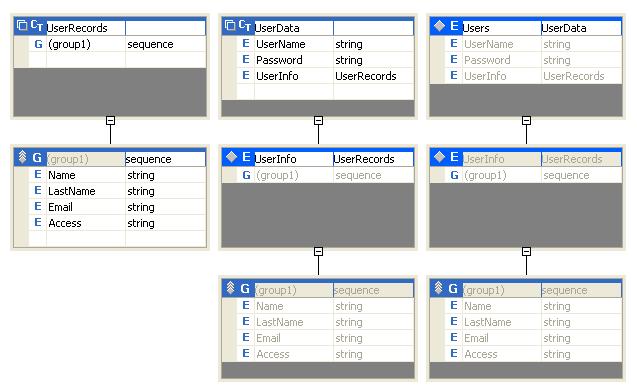 CT UserRecords
G (group1) sequence
CT UserData
E UserName string
E Password string
E UserInfo UserRecords
E Users UserData
E UserName string
E Password string
E UserInfo UserRecords
G (group1) sequence
E Name string
E LastName string
E Email string
E Access string
E UserInfo UserRecords
G (group1) sequence
E UserInfo UserRecords
G (group1) sequence
G (group1) sequence
E Name string
E LastName string
E Email string
E Access string
G (group1) sequence
E Name string
E LastName string
E Email string
E Access string